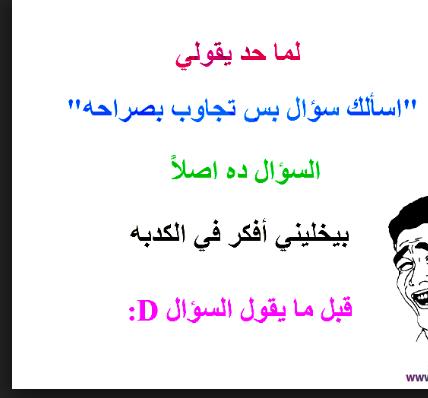 لما حد يقولي
"اسألك سؤال بس تجاوب بصراحه"
السؤال ده اصلاً
بيخليني أفكر في الكدبه
قبل ما يقول السؤال D:
www.